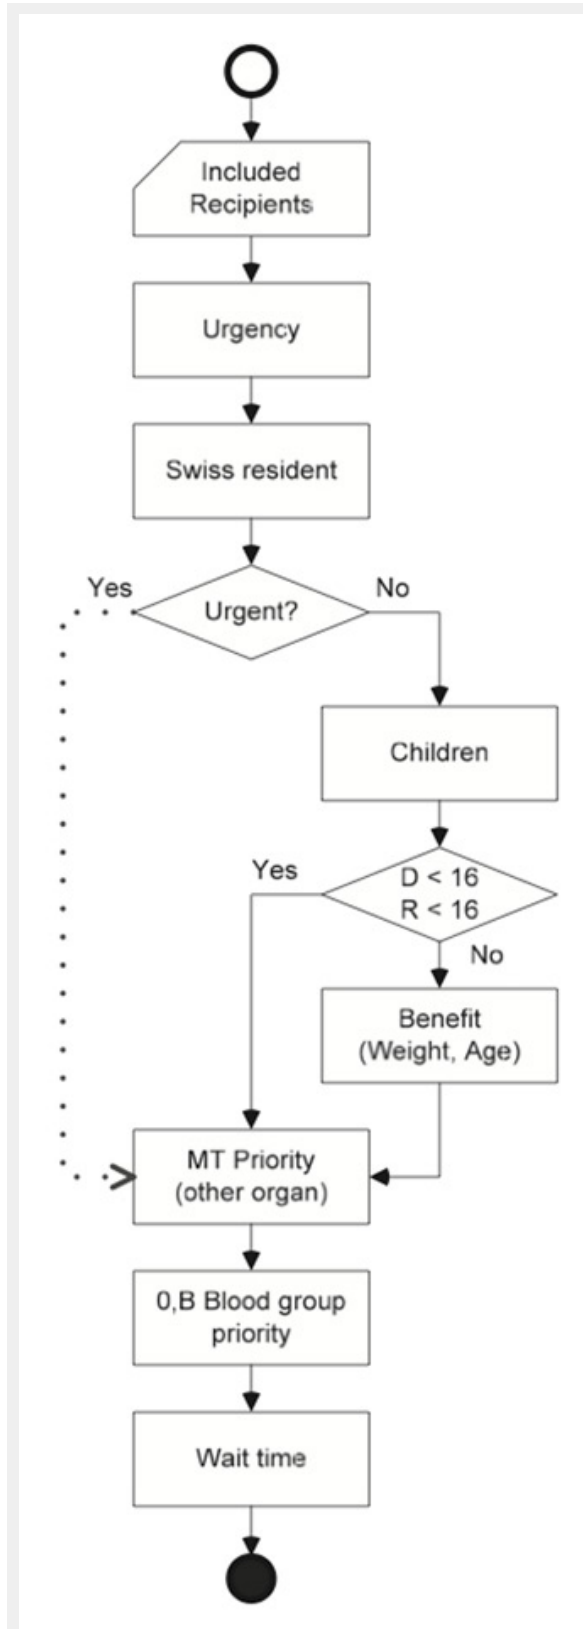 Included
Recipients
Urgency
Swiss resident
Yes
No
Urgent?
Children
Yes
D < 16
R < 16
No
Benefit
(Weight, Age)
MT Priority
(other organ)
0,B Blood group
priority
Wait time